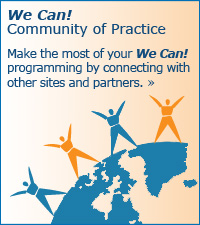 We Can!
Community of Practice
Make the most of your We Can!
programming by connecting with
other sites and partners. »